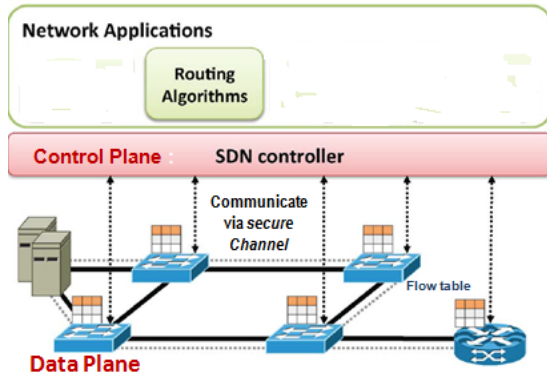 Network Applications
Routing
Algorithms
Control Plane : SDN controller
Communicate
via secure
Channel
Flow table
Data Plane